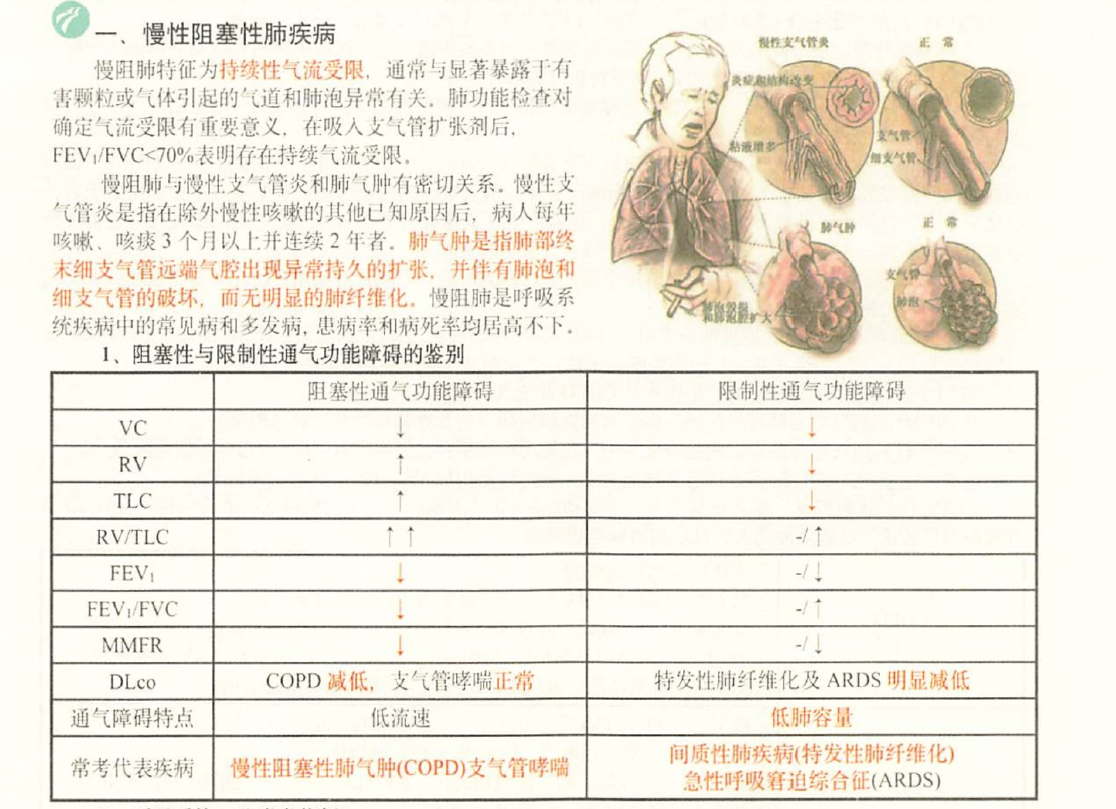 一、慢性阻塞性肺疾病
慢阻肺特征为持续性气流受限，通常与显著暴露于有
害颗粒或气体引起的气道和肺泡异常有关。肺功能检查对
确定气流受限有重要意义，在吸入支气管扩张剂后，
FEV₁/FVC<70%表明存在持续气流受限。
慢阻肺与慢性支气管炎和肺气肿有密切关系。慢性支
气管炎是指在除外慢性咳嗽的其他已知原因后，病人每年
咳嗽、咳痰 3 个月以上并连续 2 年者。肺气肿是指肺部终
末细支气管远端气腔出现异常持久的扩张，并伴有肺泡和
细支气管的破坏，而无明显的肺纤维化。慢阻肺是呼吸系
统疾病中的常见病和多发病，患病率和病死率均居高不下。
慢性支气管炎 正 常
炎症和结构改变
粘液增多
支气管
细支气管
肺气肿 正 常
支气管
肺泡
和肺泡腔扩大
1、阻塞性与限制性通气功能障碍的鉴别
阻塞性通气功能障碍 限制性通气功能障碍
VC ↓ ↓
RV ↑ ↓
TLC ↑ ↓
RV/TLC ↑ ↑ -/↑
FEV₁ ↓ -/↓
FEV₁/FVC ↓ -/↑
MMFR ↓ -/↓
DLco COPD 减低，支气管哮喘正常 特发性肺纤维化及 ARDS 明显减低
通气障碍特点 低流速 低肺容量
常考代表疾病 慢性阻塞性肺气肿(COPD)支气管哮喘 间质性肺疾病(特发性肺纤维化)
急性呼吸窘迫综合征(ARDS)